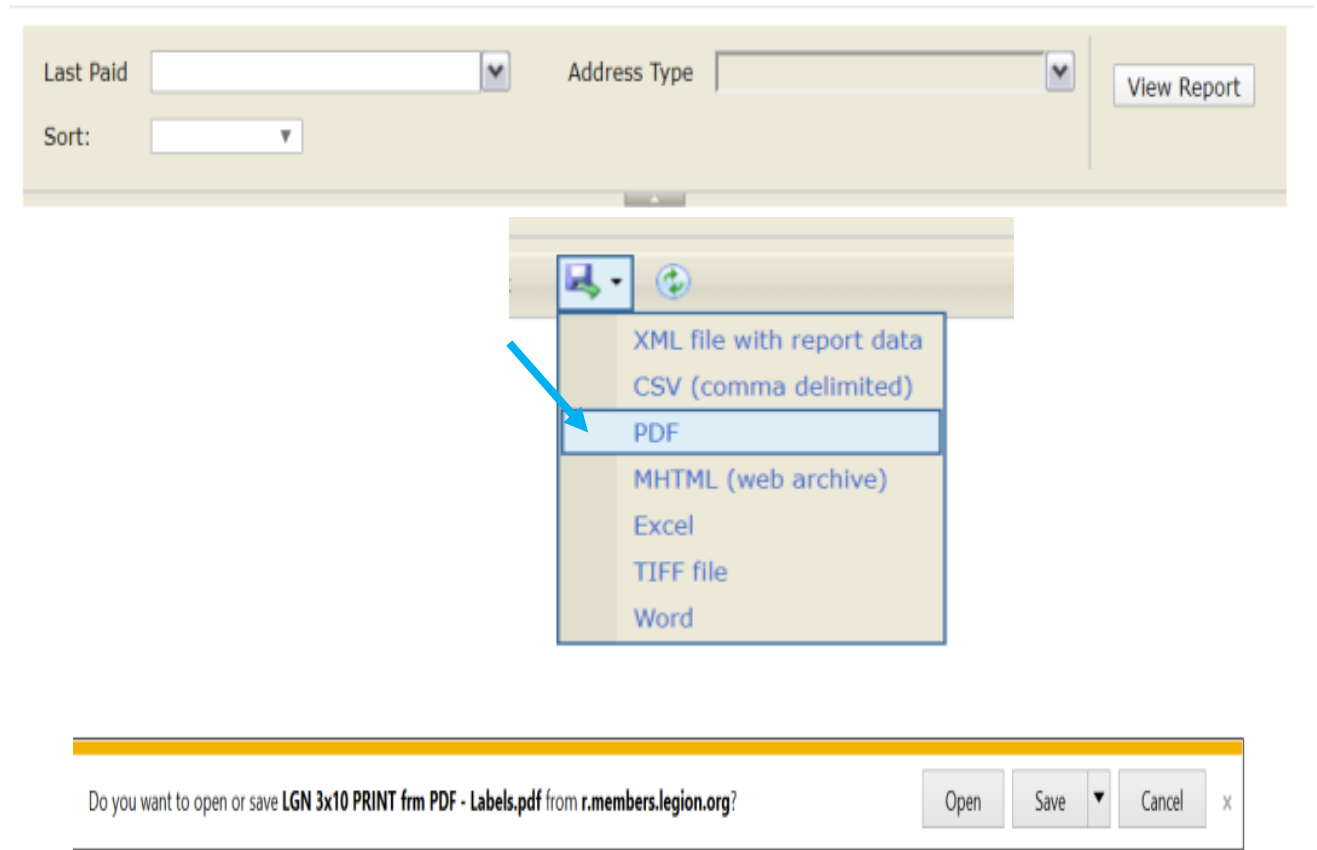 Last Paid
Address Type
View Report
Sort:
XML file with report data
CSV (comma delimited)
PDF
MHTML (web archive)
Excel
TIFF file
Word
Do you want to open or save LGN 3x10 PRINT frm PDF - Labels.pdf from r.members.legion.org?
Open
Save
Cancel
x